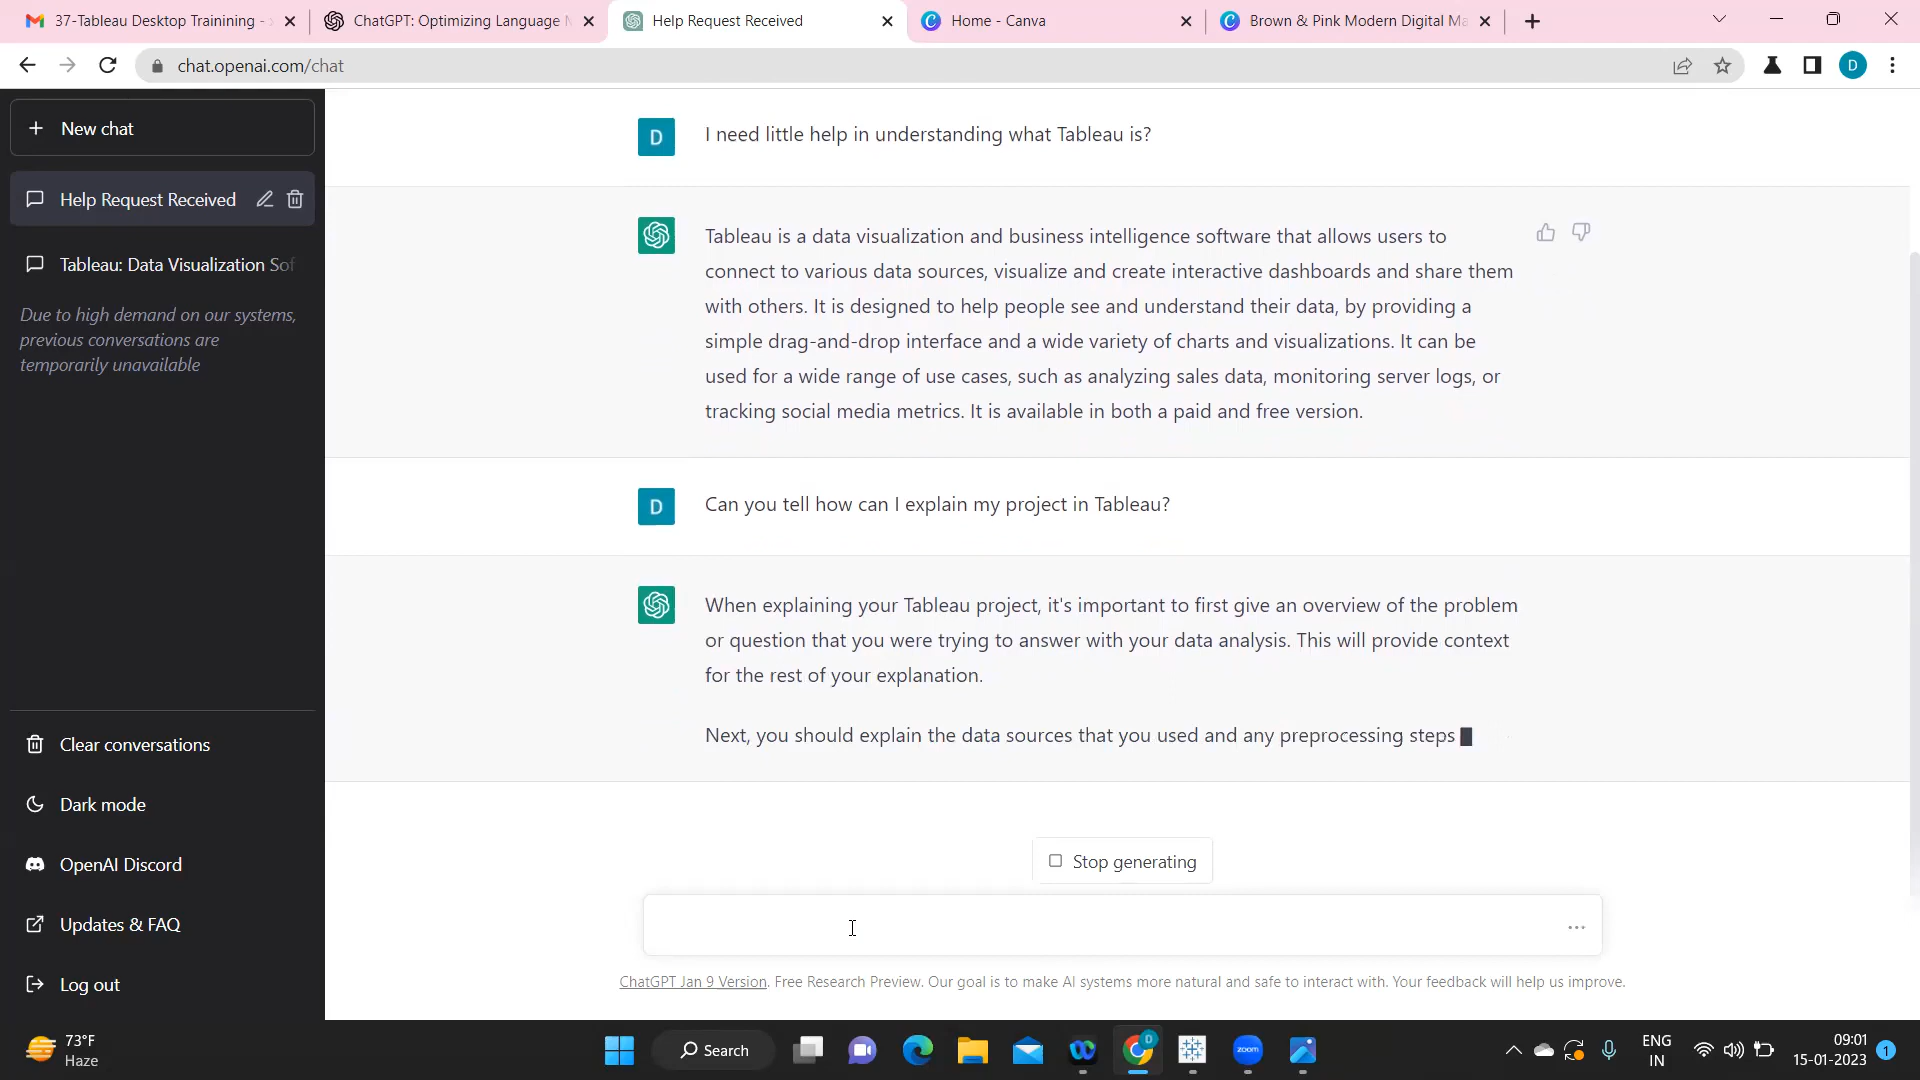 37-Tableau Desktop Trainining -
ChatGPT: Optimizing Language
Help Request Received
Home - Canva
Brown & Pink Modern Digital Ma
chat.openai.com/chat
D
New chat
Help Request Received
Tableau: Data Visualization Sof
Due to high demand on our systems,
previous conversations are
temporarily unavailable
Clear conversations
Dark mode
OpenAI Discord
Updates & FAQ
Log out
D
I need little help in understanding what Tableau is?
Tableau is a data visualization and business intelligence software that allows users to
connect to various data sources, visualize and create interactive dashboards and share them
with others. It is designed to help people see and understand their data, by providing a
simple drag-and-drop interface and a wide variety of charts and visualizations. It can be
used for a wide range of use cases, such as analyzing sales data, monitoring server logs, or
tracking social media metrics. It is available in both a paid and free version.
D
Can you tell how can I explain my project in Tableau?
When explaining your Tableau project, it's important to first give an overview of the problem
or question that you were trying to answer with your data analysis. This will provide context
for the rest of your explanation.
Next, you should explain the data sources that you used and any preprocessing steps
Stop generating
ChatGPT Jan 9 Version. Free Research Preview. Our goal is to make AI systems more natural and safe to interact with. Your feedback will help us improve.
73°F
Haze
Search
D
zoom
ENG
IN
09:01
15-01-2023
1